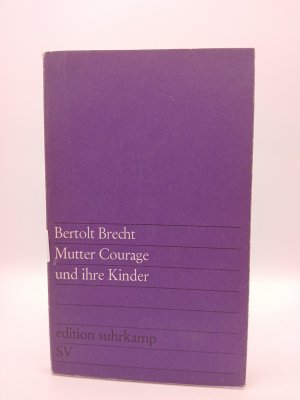 Bertolt Brecht
Mutter Courage
und ihre Kinder
edition suhrkamp
SV